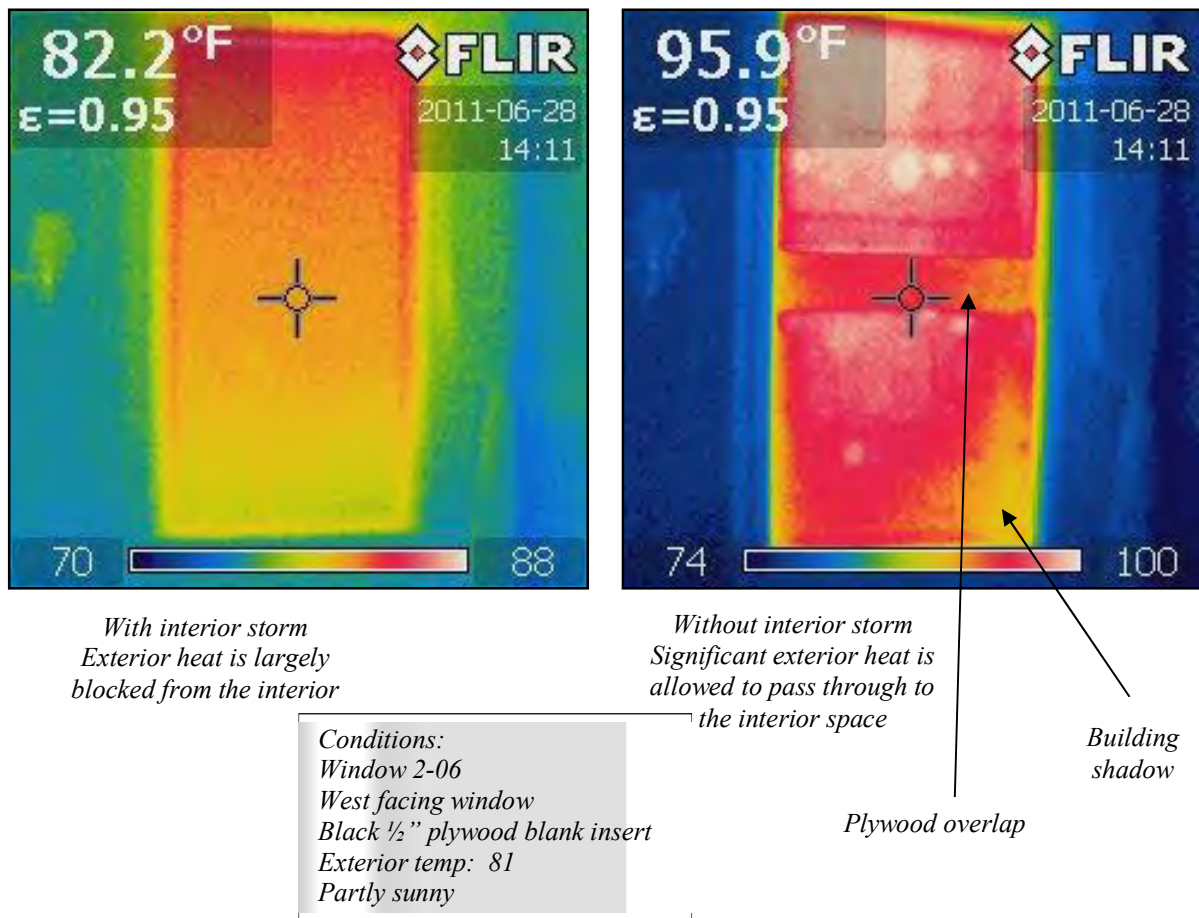 82.2°F
FLIR
ε=0.95
2011-06-28
14:11
70
88
95.9°F
FLIR
ε=0.95
2011-06-28
14:11
74
100
With interior storm
Exterior heat is largely
blocked from the interior
Without interior storm
Significant exterior heat is
allowed to pass through to
the interior space
Building
shadow
Plywood overlap
Conditions:
Window 2-06
West facing window
Black ½” plywood blank insert
Exterior temp: 81
Partly sunny